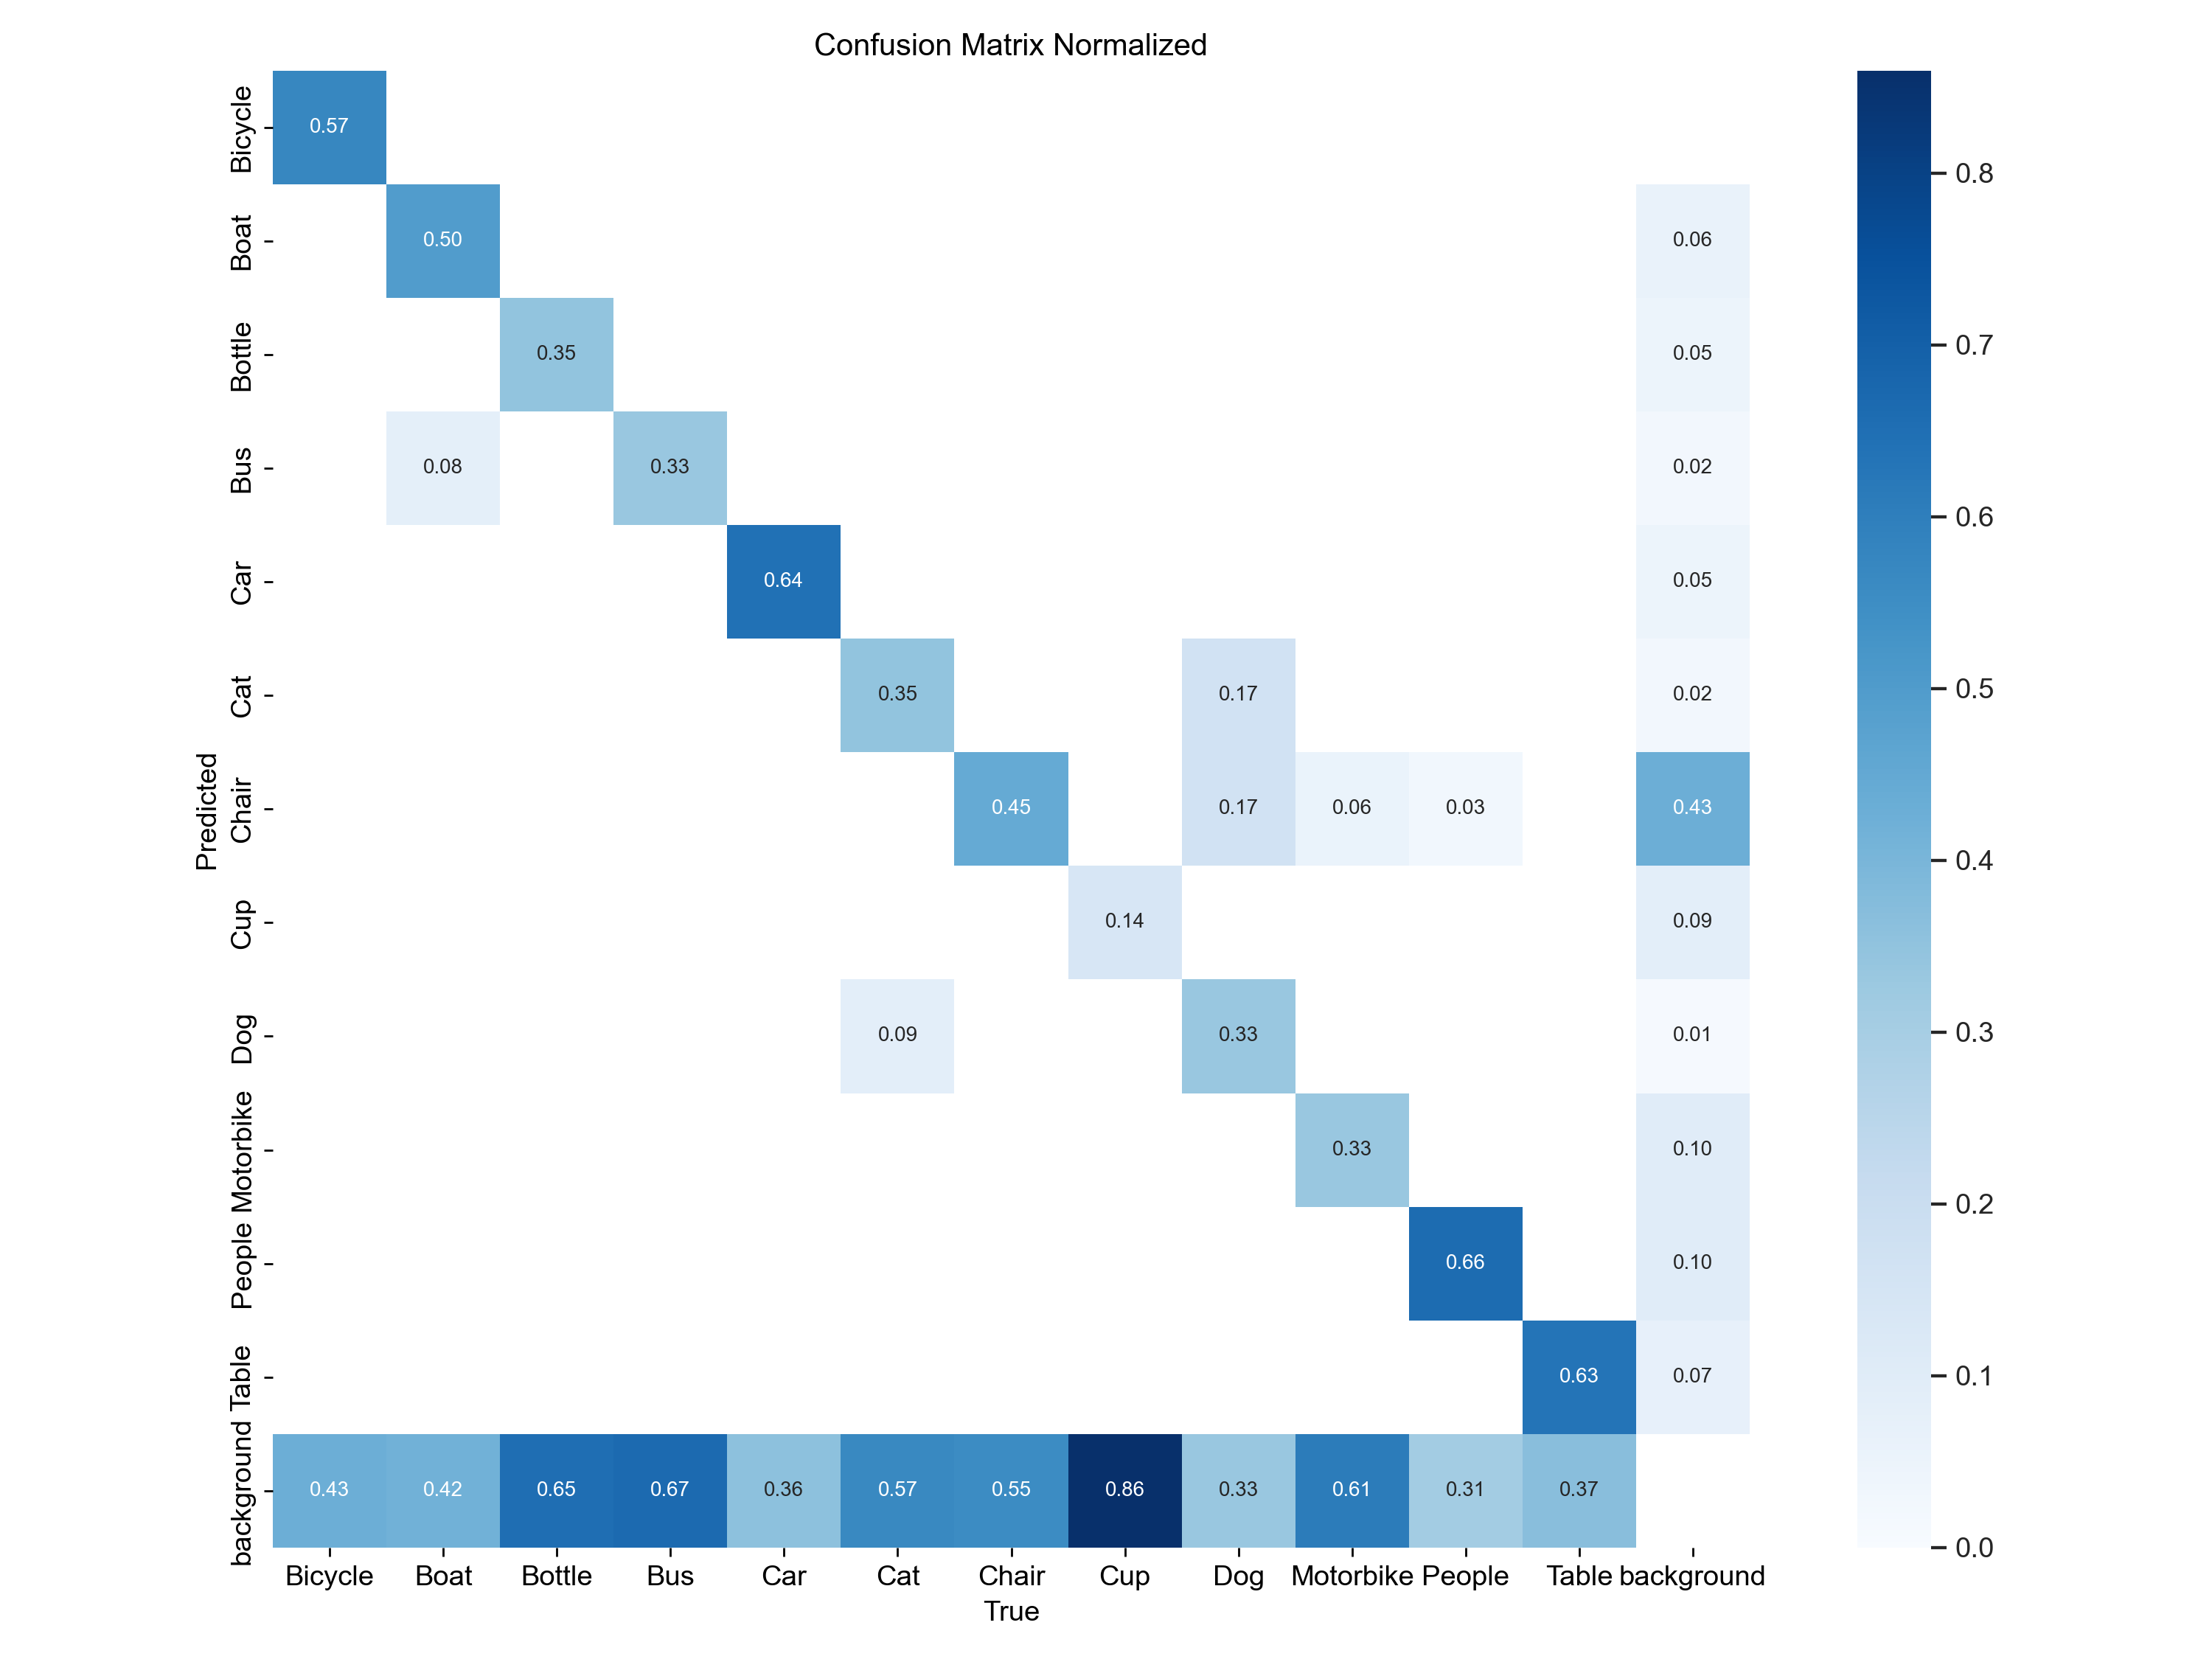 Confusion Matrix Normalized
Predicted
Bicycle
0.57
Boat
0.50
0.06
Bottle
0.35
0.05
Bus
0.08
0.33
0.02
Car
0.64
0.05
Cat
0.35
0.17
0.02
Chair
0.45
0.17
0.06
0.03
0.43
Cup
0.14
0.09
Dog
0.09
0.33
0.01
Motorbike
0.33
0.10
People
0.66
0.10
Table
0.63
0.07
background
0.43
0.42
0.65
0.67
0.36
0.57
0.55
0.86
0.33
0.61
0.31
0.37
Bicycle
Boat
Bottle
Bus
Car
Cat
Chair
Cup
Dog
Motorbike
People
Table
background
True
0.8
0.7
0.6
0.5
0.4
0.3
0.2
0.1
0.0